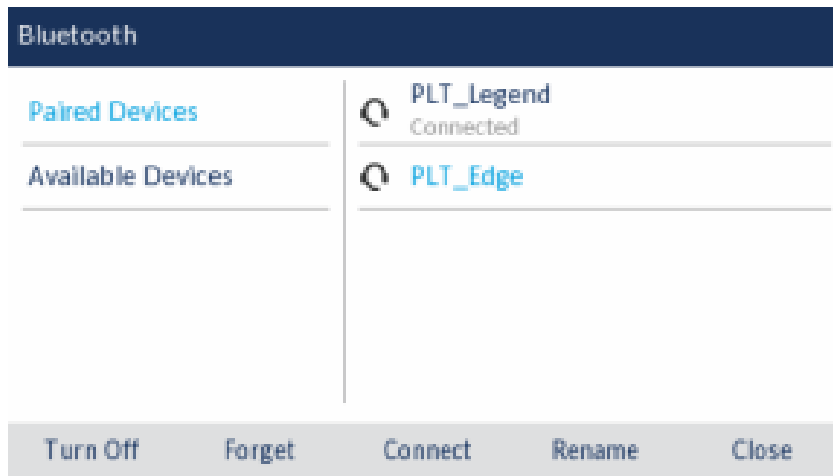 Bluetooth
Paired Devices
Available Devices
PLT_Legend
Connected
PLT_Edge
Turn Off Forget Connect Rename Close